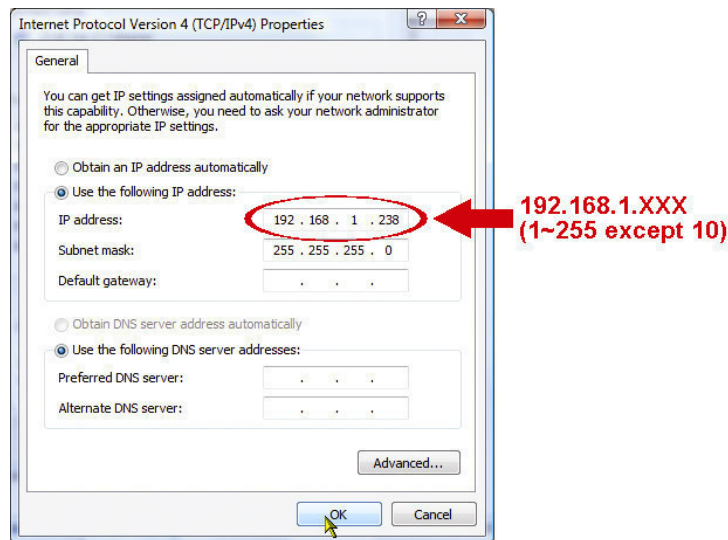 Internet Protocol Version 4 (TCP/IPv4) Properties
General
You can get IP settings assigned automatically if your network supports
this capability. Otherwise, you need to ask your network administrator
for the appropriate IP settings.
Obtain an IP address automatically
Use the following IP address:
IP address: 192 . 168 . 1 . 238
192.168.1.XXX
(1~255 except 10)
Subnet mask: 255 . 255 . 255 . 0
Default gateway: . . .
Obtain DNS server address automatically
Use the following DNS server addresses:
Preferred DNS server: . . .
Alternate DNS server: . . .
Advanced...
OK Cancel